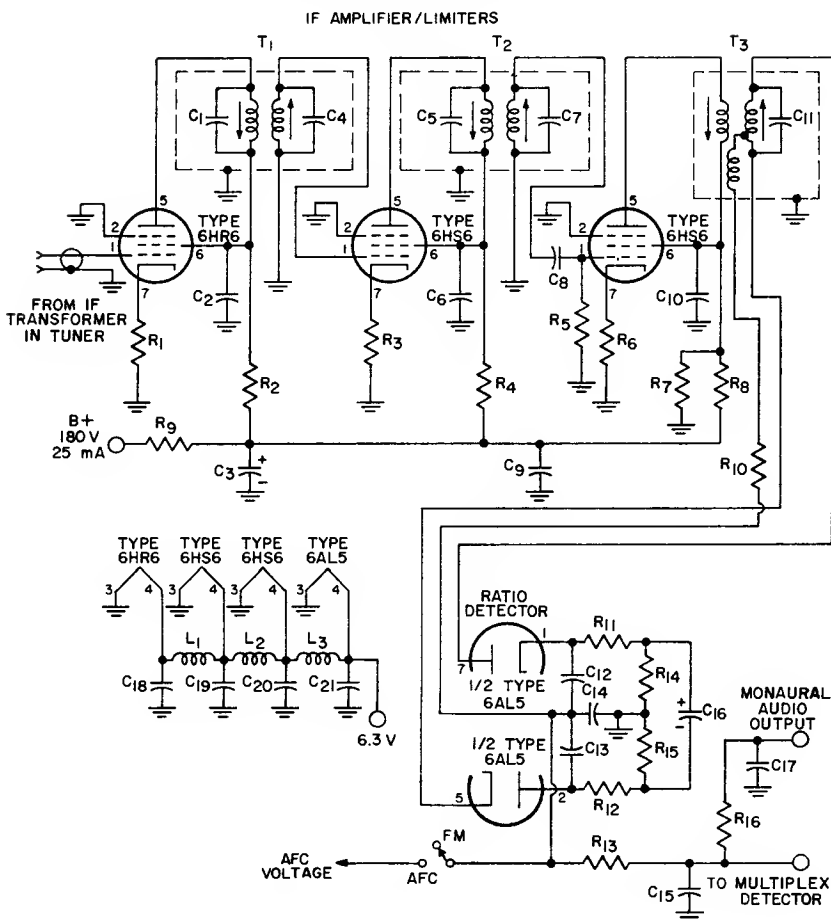 IF AMPLIFIER/LIMITERS
T1
T2
T3
C1
C4
C5
C7
C11
5
2
1
6
7
TYPE
6HR6
5
2
1
6
7
TYPE
6HS6
5
2
1
6
7
TYPE
6HS6
FROM IF
TRANSFORMER
IN TUNER
C2
C6
C8
C10
R1
R2
R3
R4
R5
R6
R7
R8
B+
180 V
25 mA
R9
C3
C9
R10
TYPE
6HR6
TYPE
6HS6
TYPE
6HS6
TYPE
6AL5
3 4
3 4
3 4
3 4
L1
L2
L3
C18
C19
C20
C21
6.3 V
RATIO
DETECTOR
7
1
1/2 TYPE
6AL5
R11
C12
C14
R14
+
C16
-
C13
R15
1/2 TYPE
6AL5
5
2
R12
MONAURAL
AUDIO
OUTPUT
C17
R16
FM
AFC
VOLTAGE
AFC
R13
C15
TO MULTIPLEX
DETECTOR